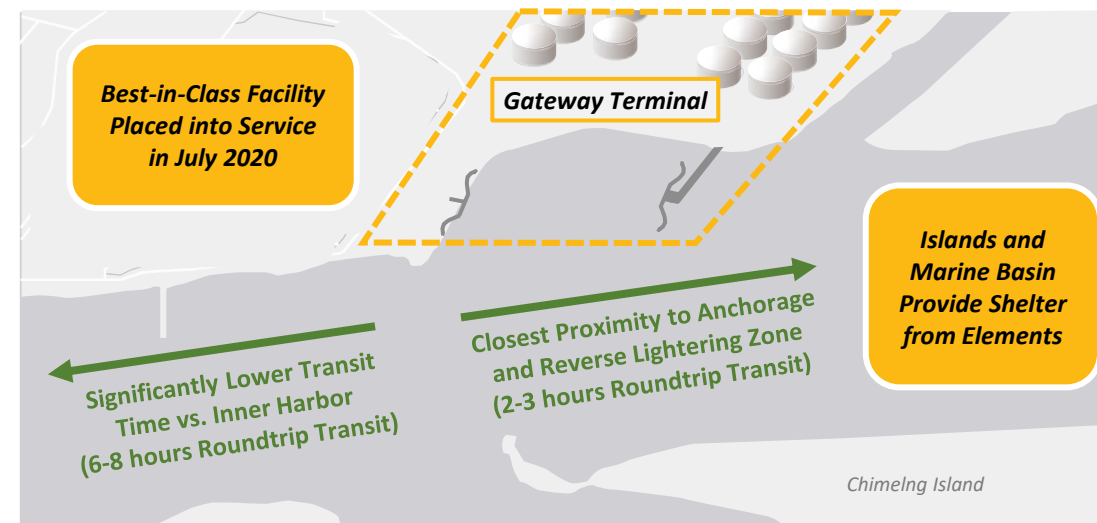 Best-in-Class Facility
Placed into Service
in July 2020
Gateway Terminal
Islands and
Marine Basin
Provide Shelter
from Elements
Closest Proximity to Anchorage
and Reverse Lightering Zone
(2-3 hours Roundtrip Transit)
Significantly Lower Transit
Time vs. Inner Harbor
(6-8 hours Roundtrip Transit)
Chimelng Island